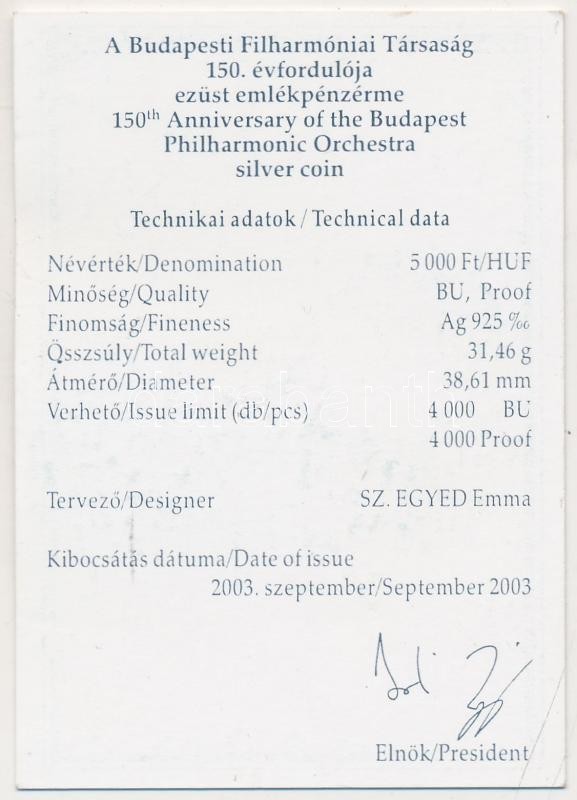 A Budapesti Filharmóniai Társaság
150. évfordulója
ezüst emlékpénzérme
150th Anniversary of the Budapest
Philharmonic Orchestra
silver coin
Technikai adatok / Technical data
Névérték/Denomination 5 000 Ft/HUF
Minőség/Quality BU, Proof
Finomság/Fineness Ag 925 ‰
Összsúly/Total weight 31,46 g
Átmérő/Diameter 38,61 mm
Verhető/Issue limit (db/pcs) 4 000 BU
4 000 Proof
Tervező/Designer SZ. EGYED Emma
Kibocsátás dátuma/Date of issue
2003. szeptember/September 2003
Elnök/President